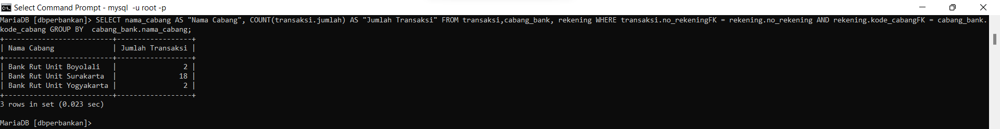 Select Command Prompt - mysql  -u root -p
MariaDB [dbperbankan]> SELECT nama_cabang AS "Nama Cabang", COUNT(transaksi.jumlah) AS "Jumlah Transaksi" FROM transaksi,cabang_bank, rekening WHERE transaksi.no_rekeningFK = rekening.no_rekening AND rekening.kode_cabangFK = cabang_bank.
kode_cabang GROUP BY  cabang_bank.nama_cabang;
+--------------------------+------------------+
| Nama Cabang              | Jumlah Transaksi |
+--------------------------+------------------+
| Bank Rut Unit Boyolali   |                2 |
| Bank Rut Unit Surakarta  |               18 |
| Bank Rut Unit Yogyakarta |                2 |
+--------------------------+------------------+
3 rows in set (0.023 sec)
MariaDB [dbperbankan]>